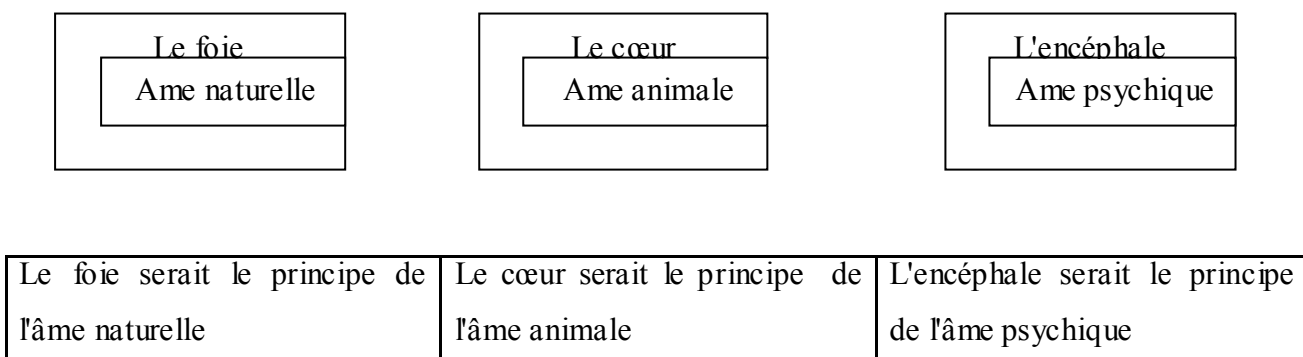 Le foie
Ame naturelle
Le cœur
Ame animale
L'encéphale
Ame psychique
Le foie serait le principe de
l'âme naturelle
Le cœur serait le principe de
l'âme animale
L'encéphale serait le principe
de l'âme psychique